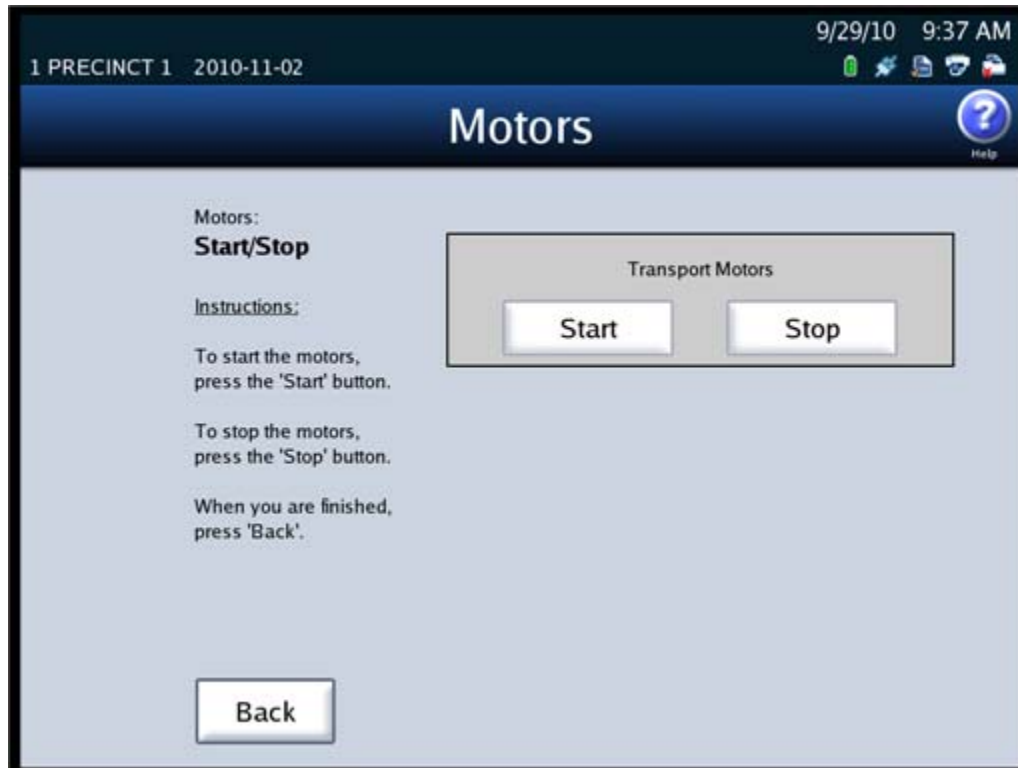 9/29/10 9:37 AM
1 PRECINCT 1 2010-11-02
Motors
Help
Motors:
Start/Stop
Instructions:
To start the motors,
press the 'Start' button.
To stop the motors,
press the 'Stop' button.
When you are finished,
press 'Back'.
Transport Motors
Start Stop
Back